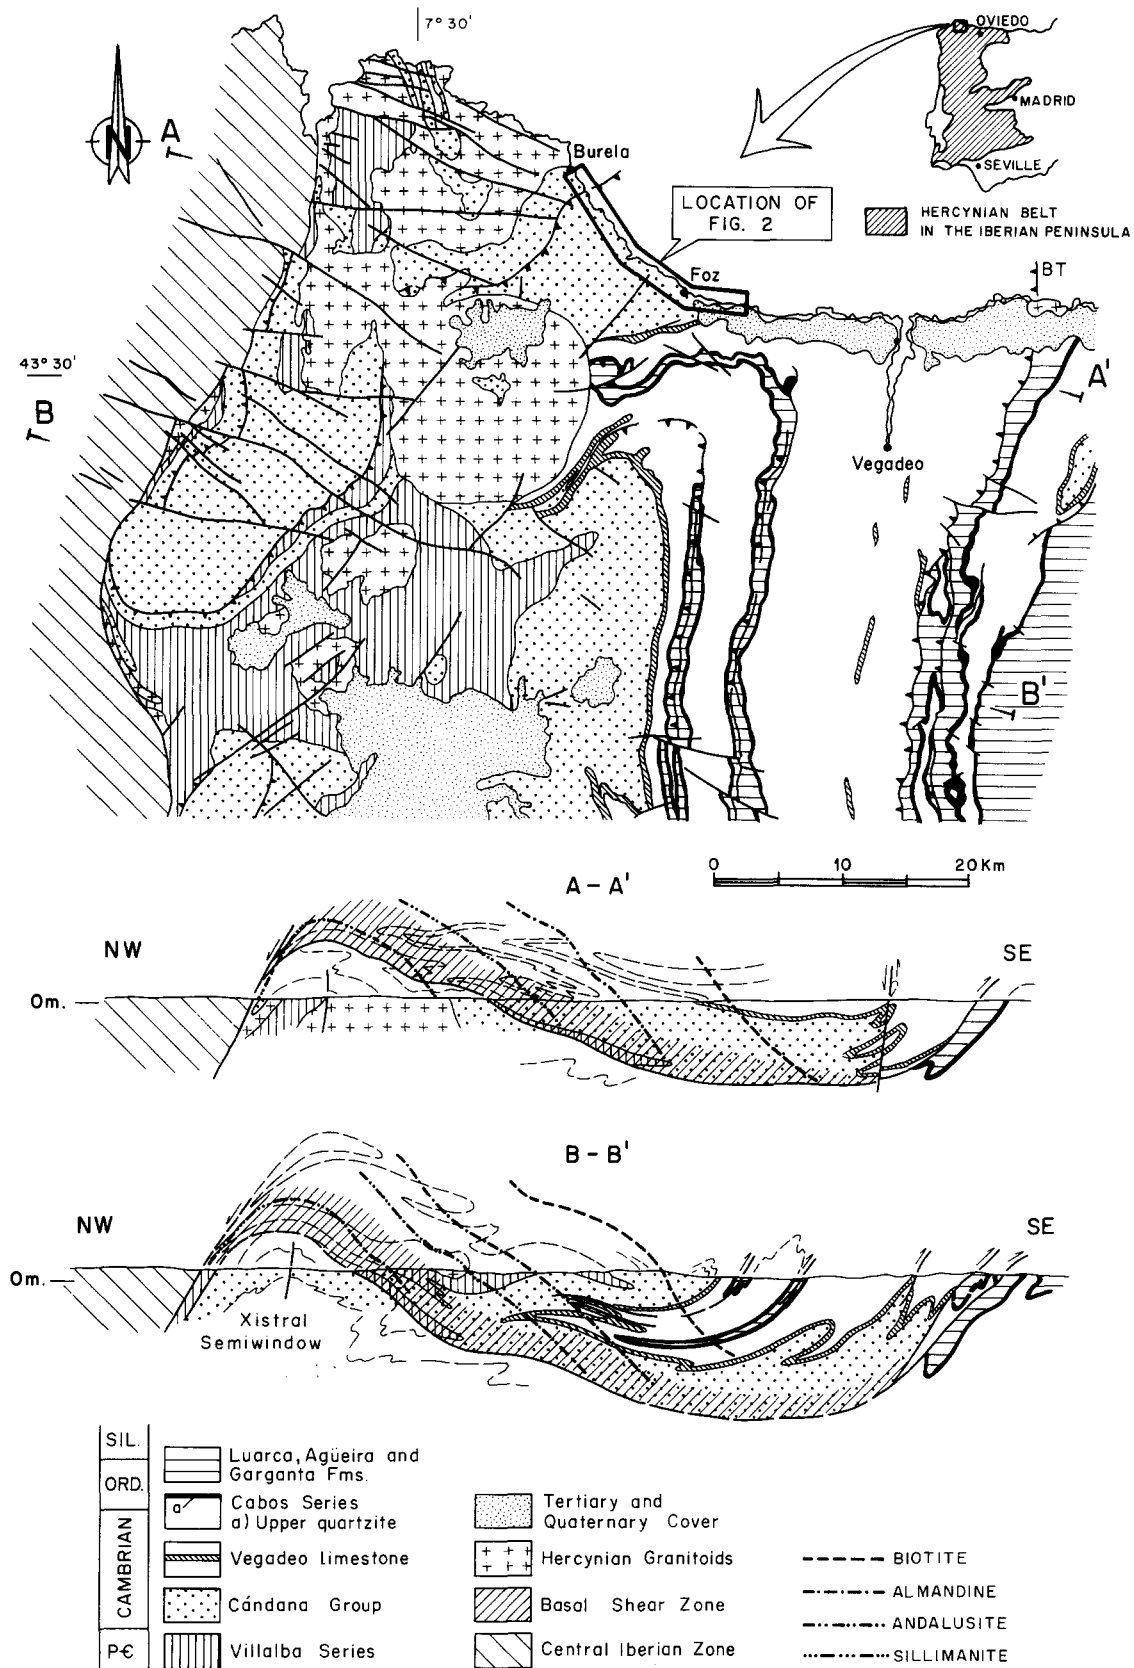 7° 30'
OVIEDO
MADRID
SEVILLE
N
A
Burela
LOCATION OF
FIG. 2
HERCYNIAN BELT
IN THE IBERIAN PENINSULA
Foz
BT
43° 30'
B
A'
Vegadeo
B'
0 10 20 Km
A - A'
NW
SE
0m.
B - B'
NW
SE
0m.
Xistral
Semiwindow
SIL.
ORD.
CAMBRIAN
P-Є
Luarca, Agüeira and
Garganta Fms.
a
Cabos Series
a) Upper quartzite
Vegadeo limestone
Cándana Group
Villalba Series
Tertiary and
Quaternary Cover
Hercynian Granitoids
Basal Shear Zone
Central Iberian Zone
BIOTITE
ALMANDINE
ANDALUSITE
SILLIMANITE